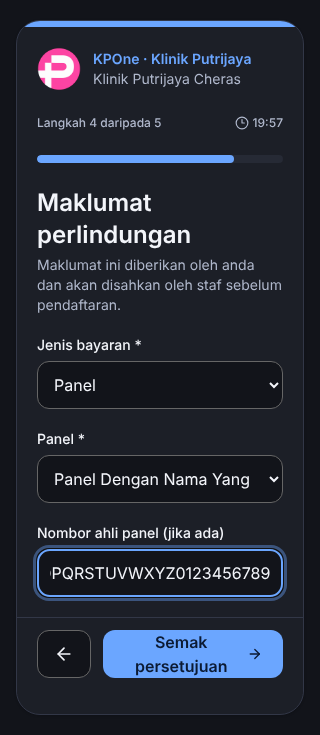 KPOne · Klinik Putrijaya
Klinik Putrijaya Cheras
Langkah 4 daripada 5
19:57
Maklumat
perlindungan
Maklumat ini diberikan oleh anda
dan akan disahkan oleh staf sebelum
pendaftaran.
Jenis bayaran *
Panel
Panel *
Panel Dengan Nama Yang
Nombor ahli panel (jika ada)
PQRSTUVWXYZ0123456789
Semak
persetujuan